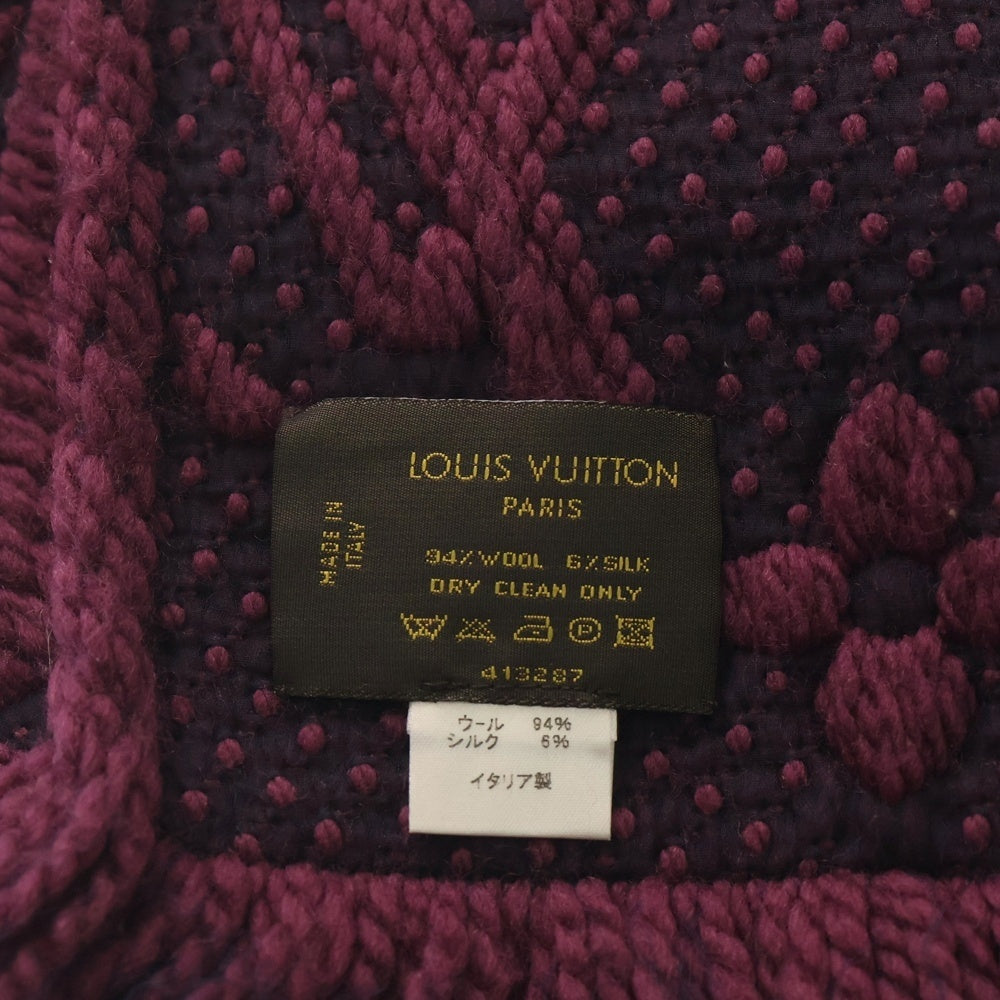 LOUIS VUITTON
PARIS
MADE IN
ITALY
94%WOOL 6%SILK
DRY CLEAN ONLY
P
413287
ウール 94%
シルク 6%
イタリア製